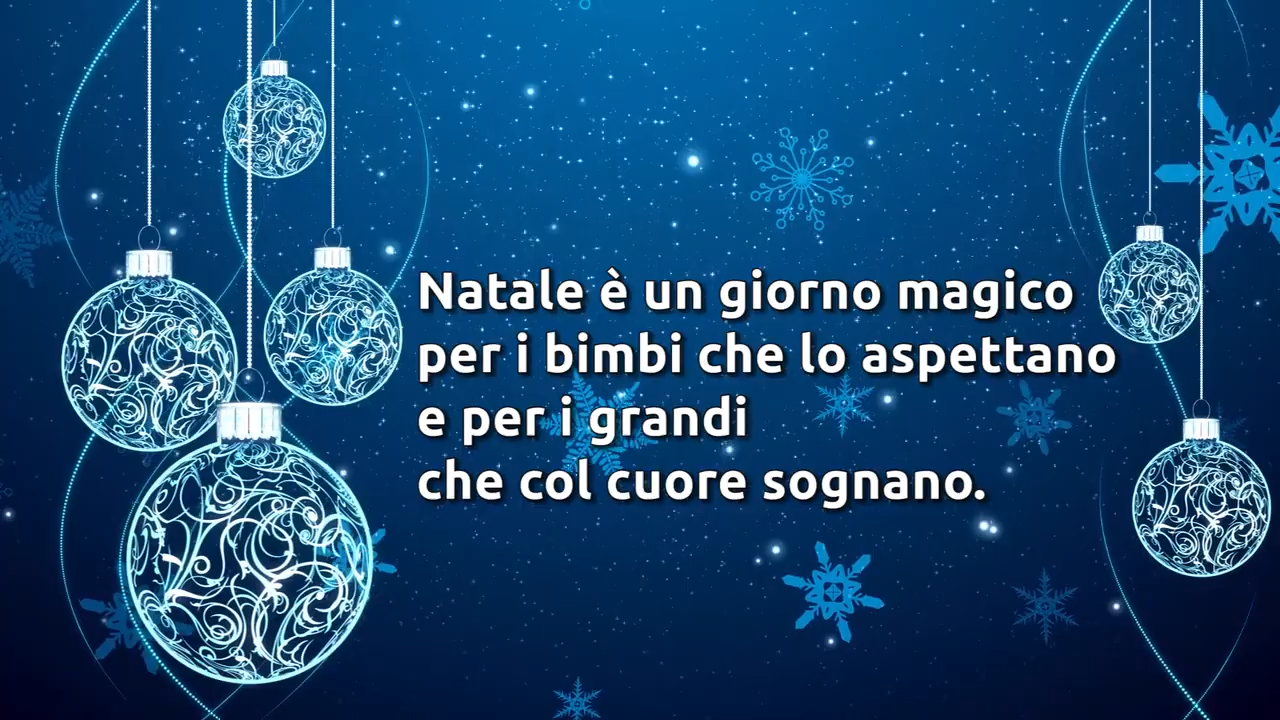 Natale è un giorno magico
per i bimbi che lo aspettano
e per i grandi
che col cuore sognano.